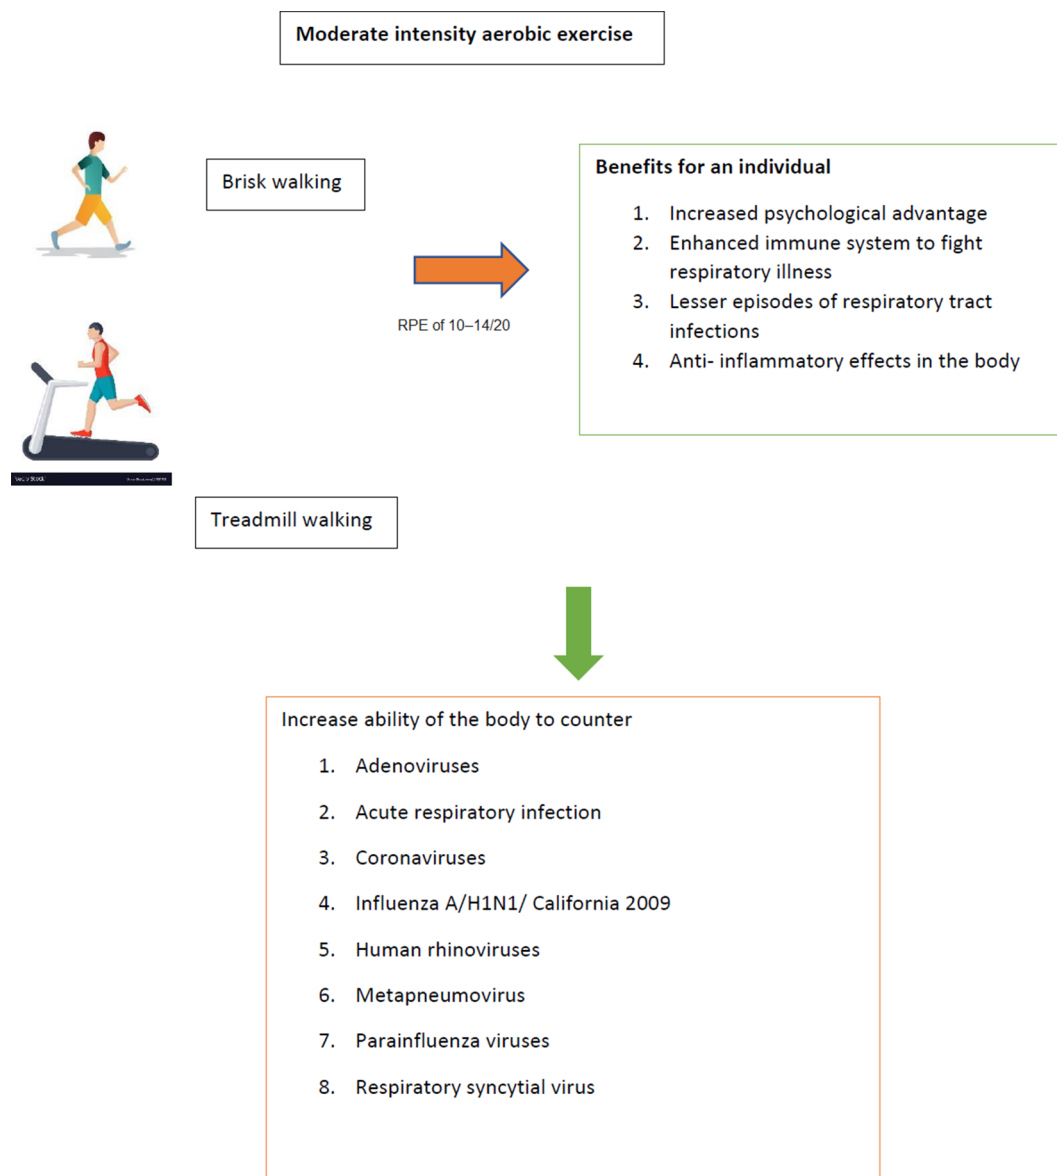 Moderate intensity aerobic exercise
Brisk walking
Benefits for an individual
1. Increased psychological advantage
2. Enhanced immune system to fight
respiratory illness
3. Lesser episodes of respiratory tract
infections
4. Anti- inflammatory effects in the body
RPE of 10–14/20
Treadmill walking
Increase ability of the body to counter
1. Adenoviruses
2. Acute respiratory infection
3. Coronaviruses
4. Influenza A/H1N1/ California 2009
5. Human rhinoviruses
6. Metapneumovirus
7. Parainfluenza viruses
8. Respiratory syncytial virus